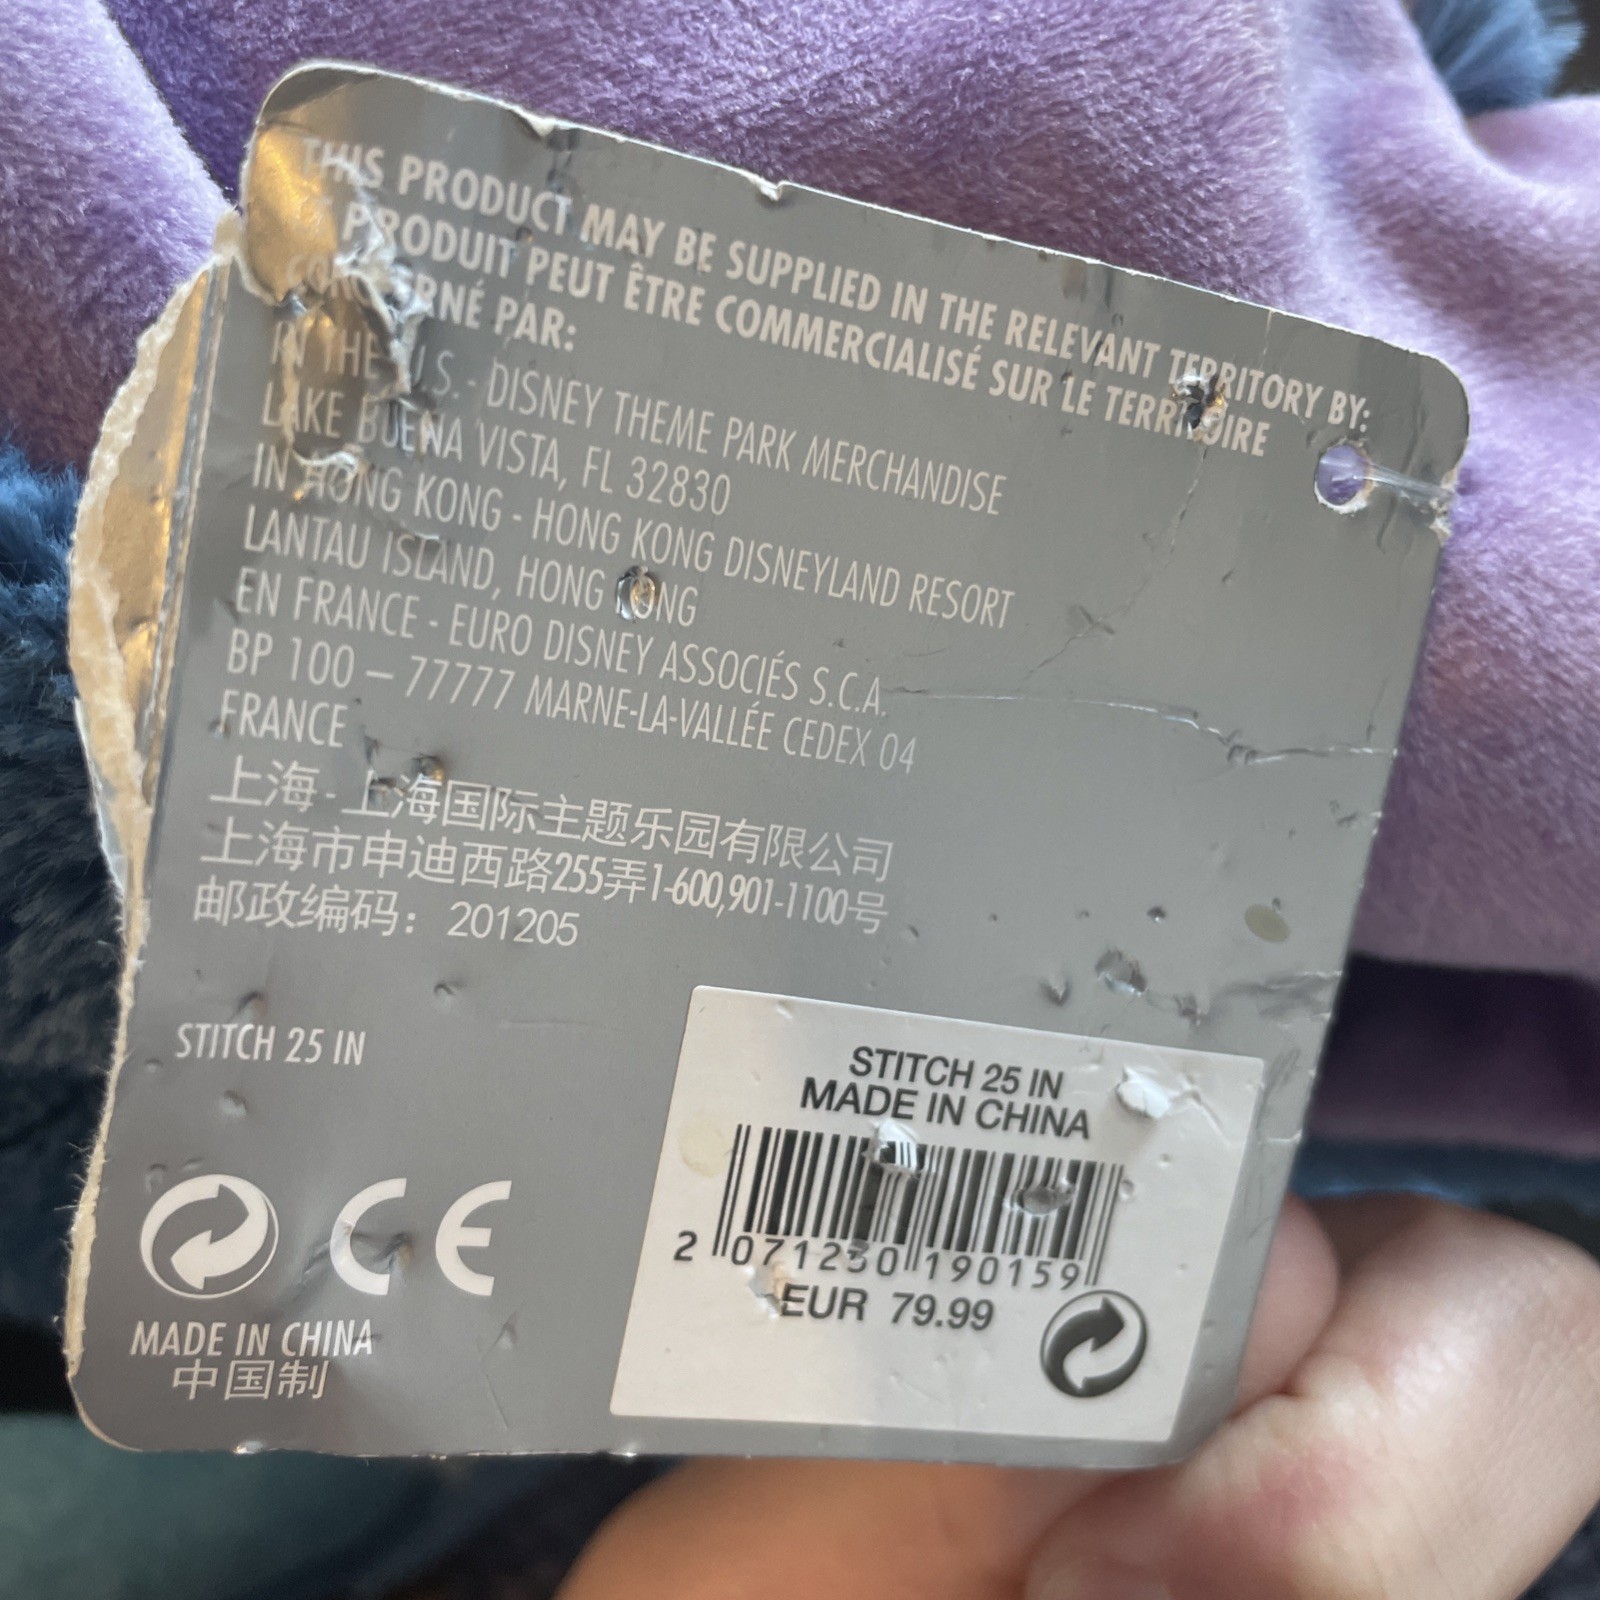 THIS PRODUCT MAY BE SUPPLIED IN THE RELEVANT TERRITORY BY:
PRODUIT PEUT ÊTRE COMMERCIALISÉ SUR LE TERRITOIRE
CONCERNÉ PAR:
IN THE U.S. - DISNEY THEME PARK MERCHANDISE
LAKE BUENA VISTA, FL 32830
IN HONG KONG - HONG KONG DISNEYLAND RESORT
LANTAU ISLAND, HONG KONG
EN FRANCE - EURO DISNEY ASSOCIÉS S.C.A.
BP 100 – 77777 MARNE-LA-VALLÉE CEDEX 04
FRANCE
上海 - 上海国际主题乐园有限公司
上海市申迪西路255弄1-600,901-1100号
邮政编码：201205
STITCH 25 IN
CE
MADE IN CHINA
中国制
STITCH 25 IN
MADE IN CHINA
2 071230 190159
EUR 79.99